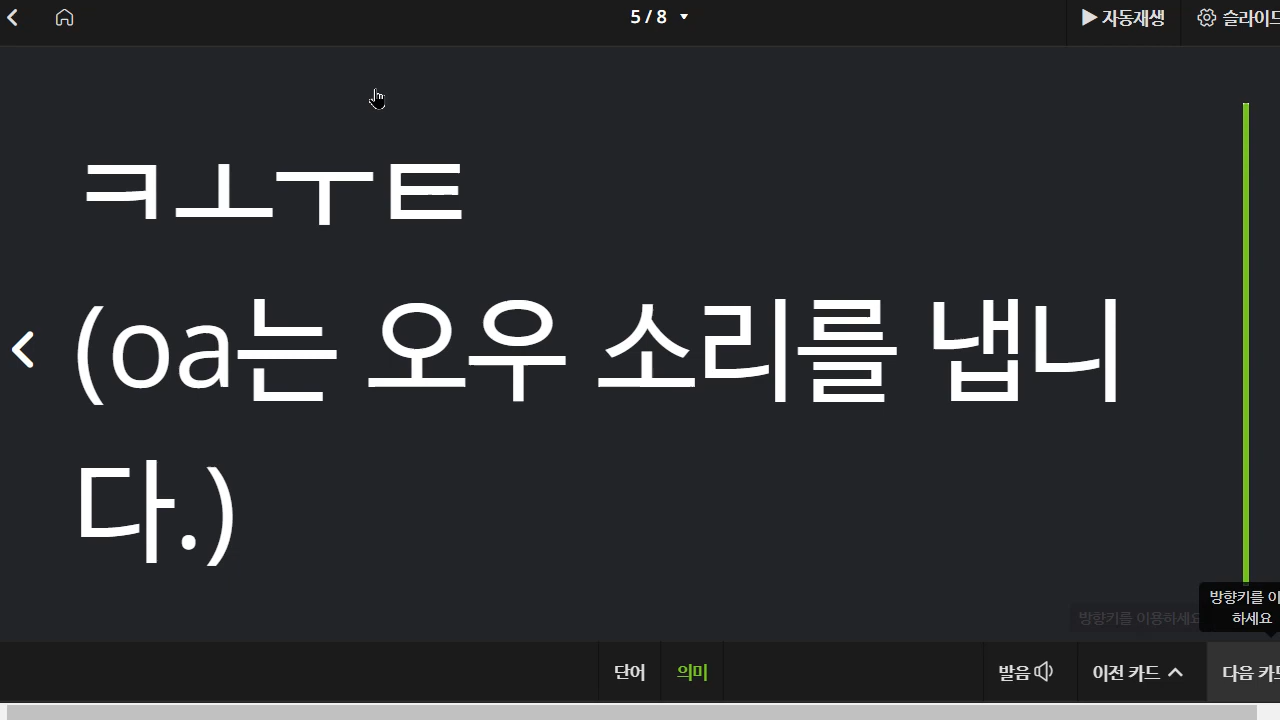 5 / 8
자동재생
슬라이드
ㅋㅗㅜㅌ
(oa는 오우 소리를 냅니
다.)
방향키를 이용하세요
방향키를 이
하세요
단어
의미
발음
이전 카드
다음 카드